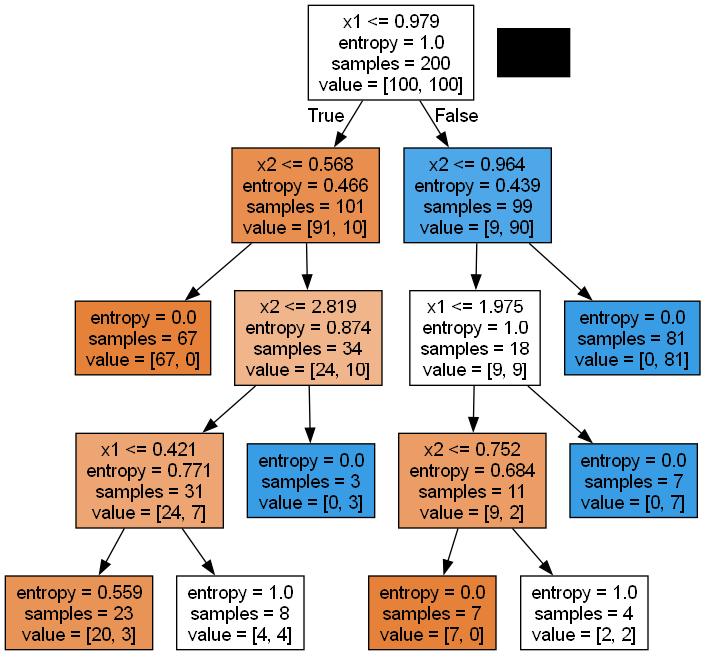 x1 <= 0.979
entropy = 1.0
samples = 200
value = [100, 100]
True
False
x2 <= 0.568
entropy = 0.466
samples = 101
value = [91, 10]
x2 <= 0.964
entropy = 0.439
samples = 99
value = [9, 90]
entropy = 0.0
samples = 67
value = [67, 0]
x2 <= 2.819
entropy = 0.874
samples = 34
value = [24, 10]
x1 <= 1.975
entropy = 1.0
samples = 18
value = [9, 9]
entropy = 0.0
samples = 81
value = [0, 81]
x1 <= 0.421
entropy = 0.771
samples = 31
value = [24, 7]
entropy = 0.0
samples = 3
value = [0, 3]
x2 <= 0.752
entropy = 0.684
samples = 11
value = [9, 2]
entropy = 0.0
samples = 7
value = [0, 7]
entropy = 0.559
samples = 23
value = [20, 3]
entropy = 1.0
samples = 8
value = [4, 4]
entropy = 0.0
samples = 7
value = [7, 0]
entropy = 1.0
samples = 4
value = [2, 2]